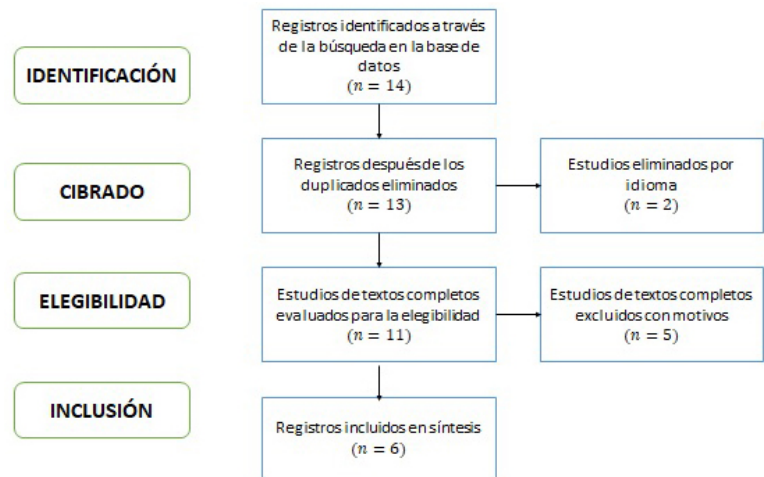 IDENTIFICACIÓN
Registros identificados a través
de la búsqueda en la base de
datos
(n = 14)
CIBRADO
Registros después de los
duplicados eliminados
(n = 13)
Estudios eliminados por
idioma
(n = 2)
ELEGIBILIDAD
Estudios de textos completos
evaluados para la elegibilidad
(n = 11)
Estudios de textos completos
excluidos con motivos
(n = 5)
INCLUSIÓN
Registros incluidos en síntesis
(n = 6)